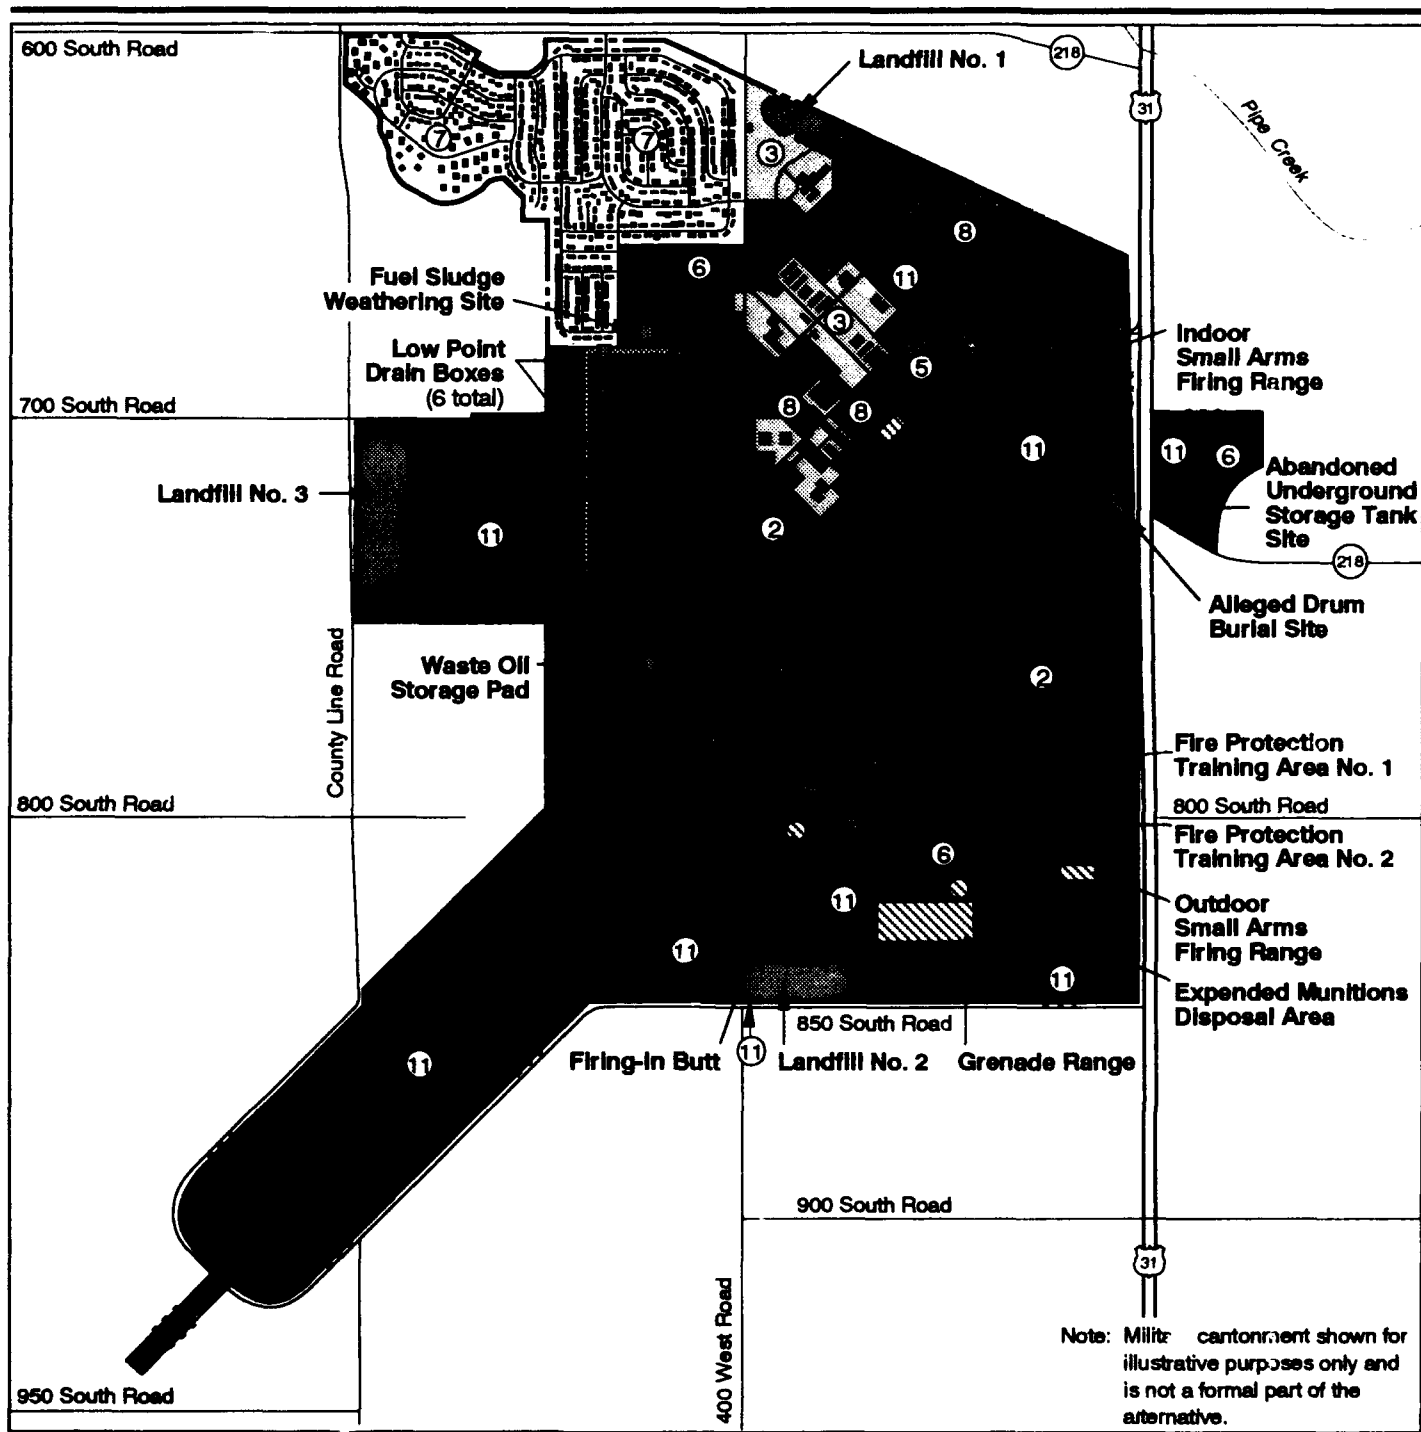 600 South Road
Landfill No. 1
218
31
Pipe Creek
7
7
3
8
Fuel Sludge
Weathering Site
6
11
3
Indoor
Small Arms
Firing Range
Low Point
Drain Boxes
(6 total)
5
700 South Road
8
8
11
11
6
Abandoned
Underground
Storage Tank
Site
Landfill No. 3
11
2
218
Alleged Drum
Burial Site
County Line Road
Waste Oil
Storage Pad
2
Fire Protection
Training Area No. 1
800 South Road
800 South Road
Fire Protection
Training Area No. 2
6
11
Outdoor
Small Arms
Firing Range
11
11
Expended Munitions
Disposal Area
850 South Road
Firing-in Butt
11
Landfill No. 2
Grenade Range
11
900 South Road
31
400 West Road
Note: cantonment shown for
illustrative purposes only and
is not a formal part of the
alternative.
950 South Road